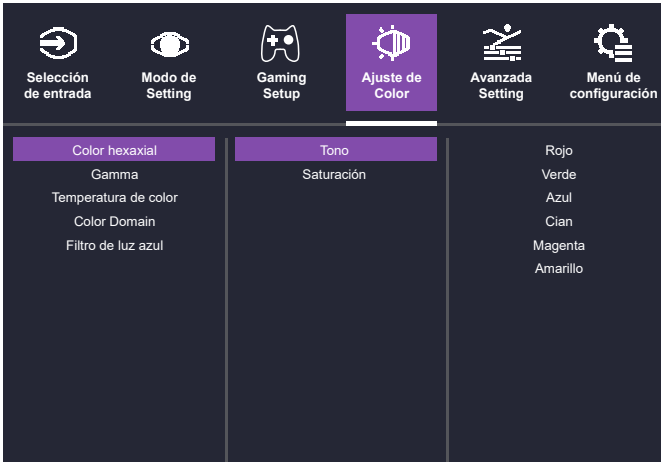 Selección
de entrada
Modo de
Setting
Gaming
Setup
Ajuste de
Color
Avanzada
Setting
Menú de
configuración
Color hexaxial
Gamma
Temperatura de color
Color Domain
Filtro de luz azul
Tono
Saturación
Rojo
Verde
Azul
Cian
Magenta
Amarillo